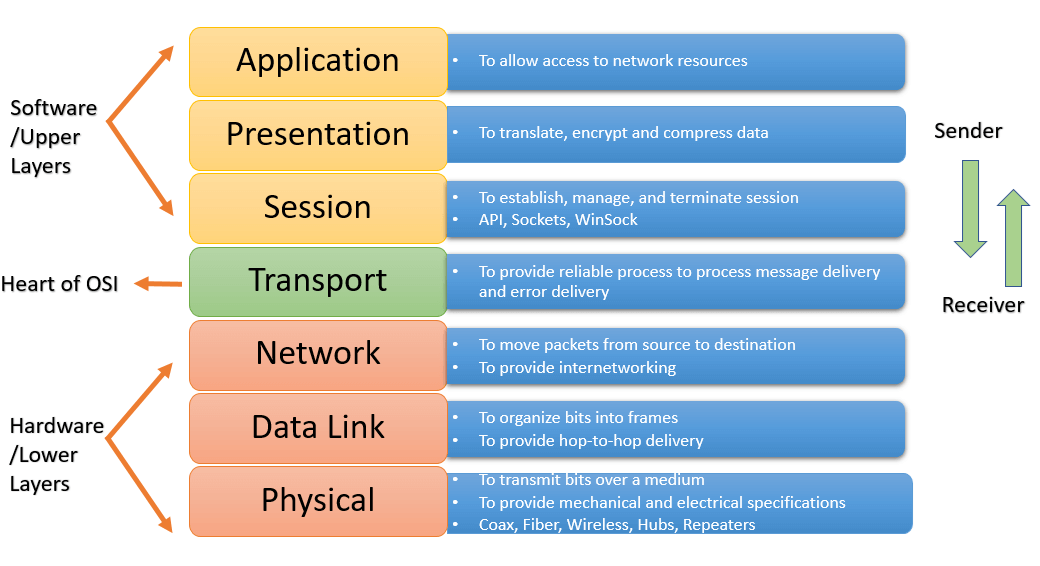 Software
/Upper
Layers
Heart of OSI
Hardware
/Lower
Layers
Application
• To allow access to network resources
Presentation
• To translate, encrypt and compress data
Session
• To establish, manage, and terminate session
• API, Sockets, WinSock
Transport
• To provide reliable process to process message delivery
and error delivery
Network
• To move packets from source to destination
• To provide internetworking
Data Link
• To organize bits into frames
• To provide hop-to-hop delivery
Physical
• To transmit bits over a medium
• To provide mechanical and electrical specifications
• Coax, Fiber, Wireless, Hubs, Repeaters
Sender
Receiver